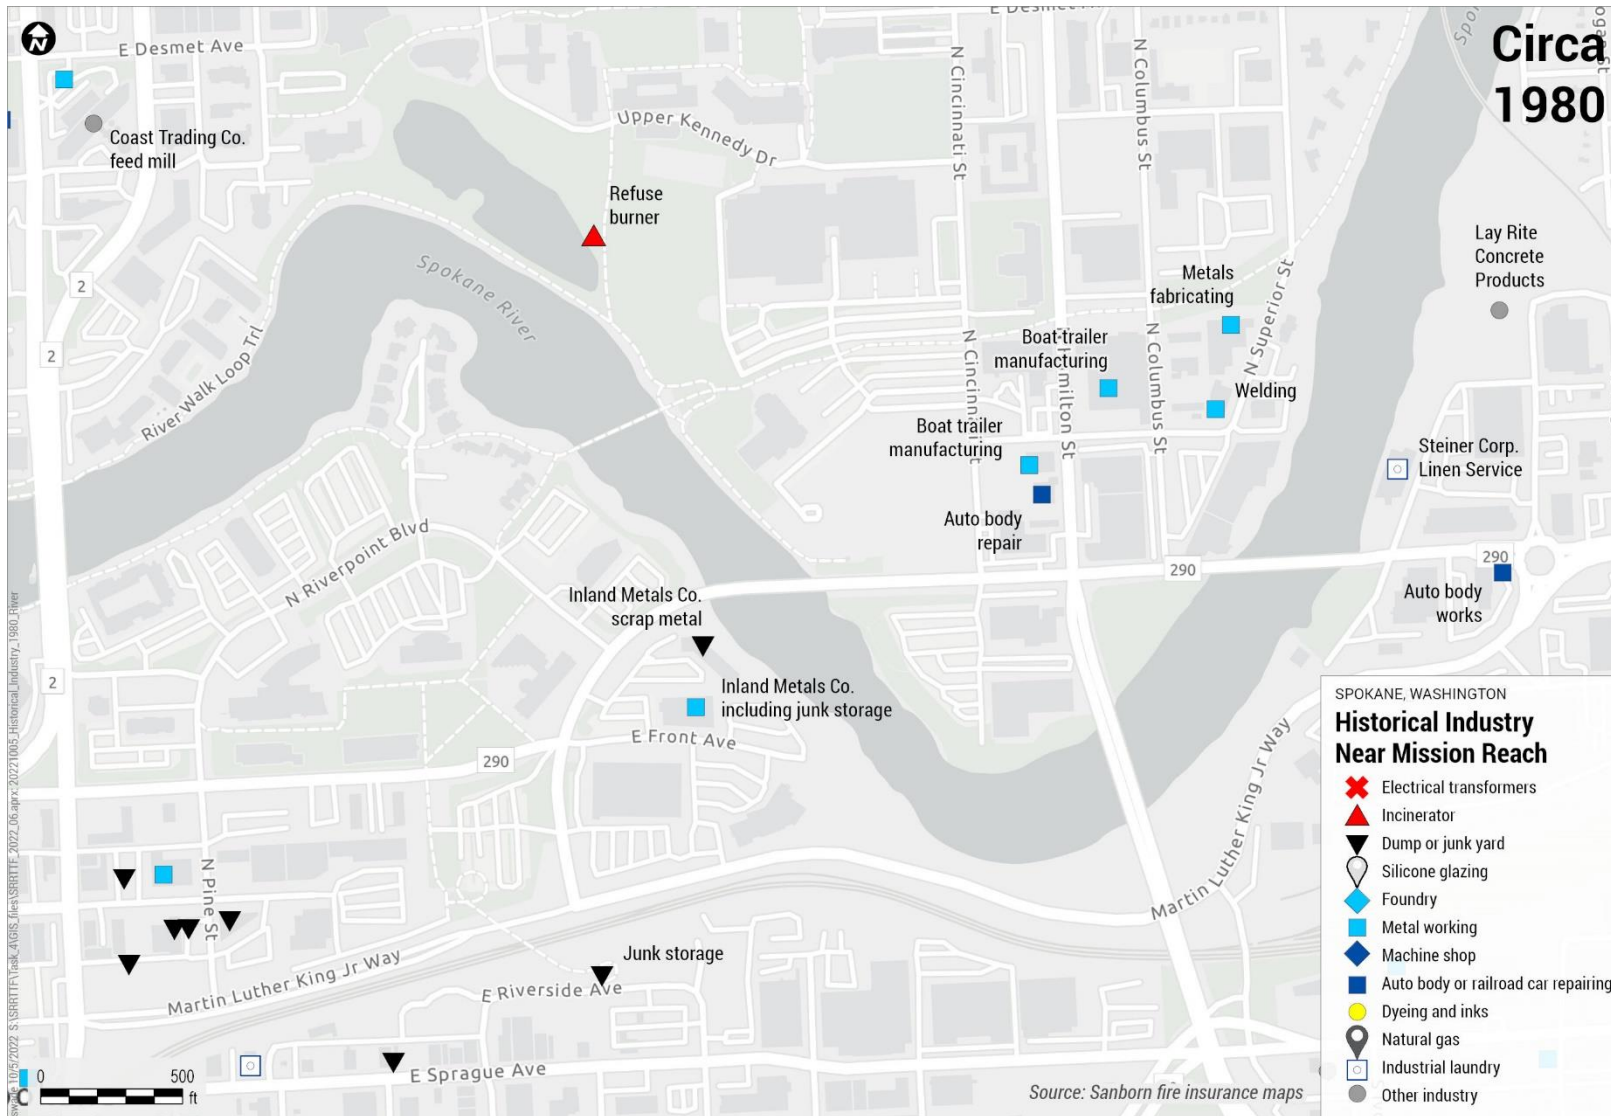 N
Circa
1980
E Desmet Ave
E Desmet
N Cincinnati St
N Columbus St
Coast Trading Co.
feed mill
Upper Kennedy Dr
Refuse
burner
Spokane River
2
River Walk Loop Trl
2
Lay Rite
Concrete
Products
Metals
fabricating
N Superior St
Boat trailer
manufacturing
N Cincinnati St
Hamilton St
N Columbus St
Welding
Boat trailer
manufacturing
Steiner Corp.
Linen Service
Auto body
repair
N Riverpoint Blvd
290
290
Auto body
works
Inland Metals Co.
scrap metal
2
Inland Metals Co.
including junk storage
E Front Ave
290
N Pine St
Martin Luther King Jr Way
Martin Luther King Jr Way
Junk storage
E Riverside Ave
E Sprague Ave
0 500
ft
Source: Sanborn fire insurance maps
SPOKANE, WASHINGTON
Historical Industry
Near Mission Reach
Electrical transformers
Incinerator
Dump or junk yard
Silicone glazing
Foundry
Metal working
Machine shop
Auto body or railroad car repairing
Dyeing and inks
Natural gas
Industrial laundry
Other industry